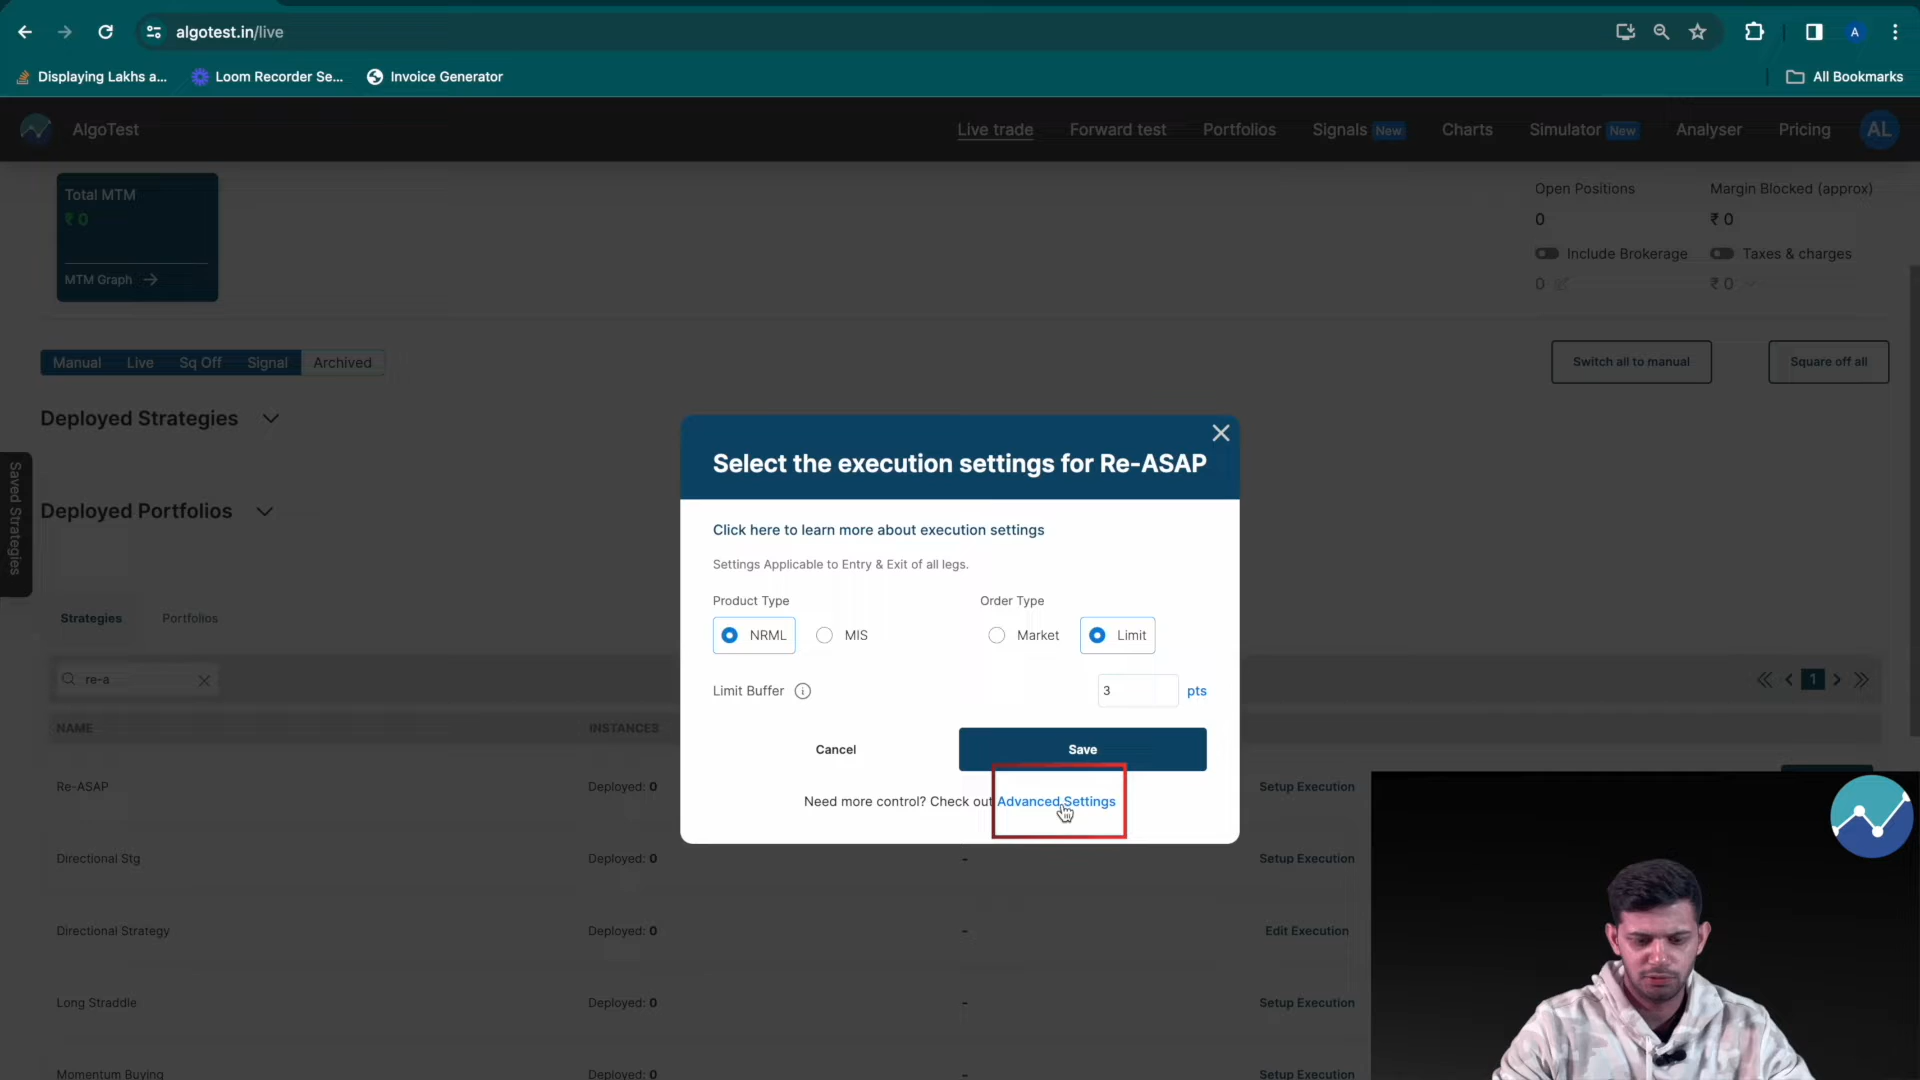 algotest.in/live
A
Displaying Lakhs a...
Loom Recorder Se...
Invoice Generator
All Bookmarks
AlgoTest
Live trade
Forward test
Portfolios
Signals New
Charts
Simulator New
Analyser
Pricing
AL
Total MTM
₹ 0
MTM Graph
Open Positions
Margin Blocked (approx)
0
₹ 0
Include Brokerage
Taxes & charges
0
₹ 0
Manual
Live
Sq Off
Signal
Archived
Switch all to manual
Square off all
Deployed Strategies
Saved Strategies
Deployed Portfolios
Select the execution settings for Re-ASAP
Click here to learn more about execution settings
Settings Applicable to Entry & Exit of all legs.
Product Type
Order Type
NRML
MIS
Market
Limit
Limit Buffer
3
pts
Cancel
Save
Need more control? Check out Advanced Settings
Strategies
Portfolios
re-a
1
NAME
INSTANCES
Re-ASAP
Deployed: 0
Setup Execution
Directional Stg
Deployed: 0
-
Setup Execution
Directional Strategy
Deployed: 0
-
Edit Execution
Long Straddle
Deployed: 0
-
Setup Execution
Momentum Buying
Deployed: 0
-
Setup Execution